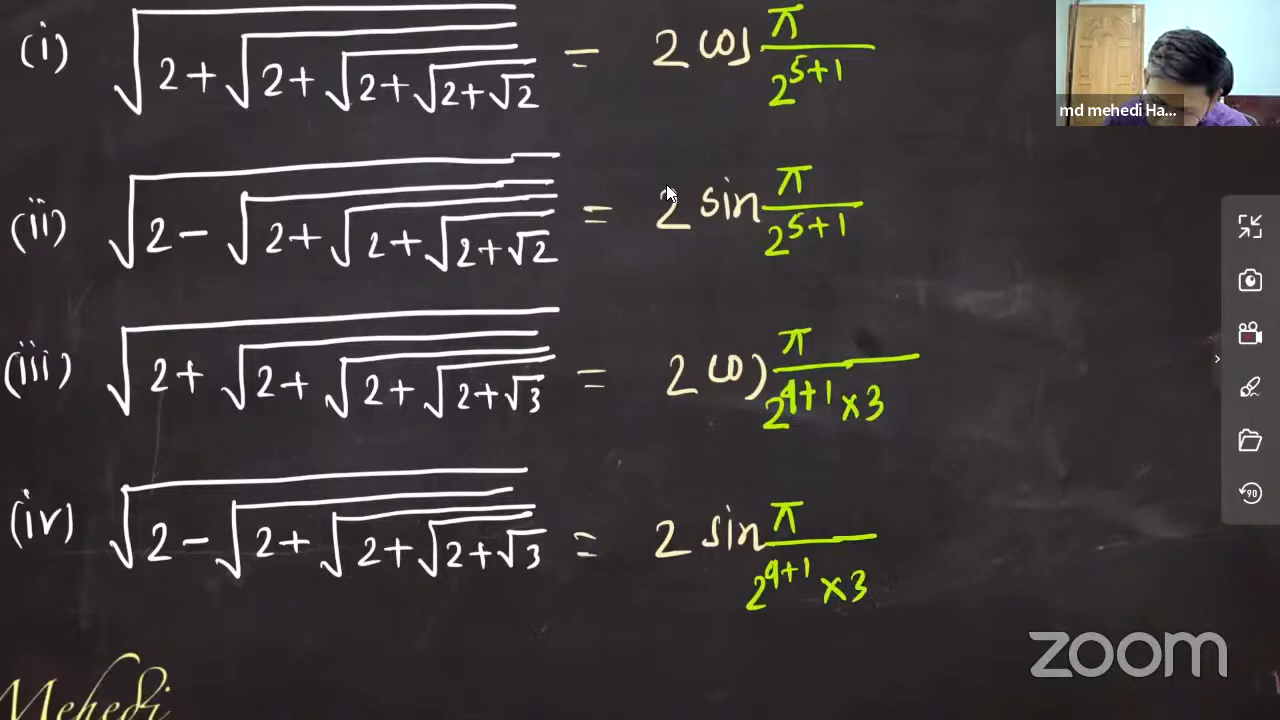 (i) √(2+√(2+√(2+√(2+√2)))) = 2 cos π/2^(5+1)
md mehedi Ha...
(ii) √(2-√(2+√(2+√(2+√2)))) = 2 sin π/2^(5+1)
(iii) √(2+√(2+√(2+√(2+√3)))) = 2 cos π/(2^(4+1) × 3)
(iv) √(2-√(2+√(2+√(2+√3)))) = 2 sin π/(2^(4+1) × 3)
90
zoom
Mehedi